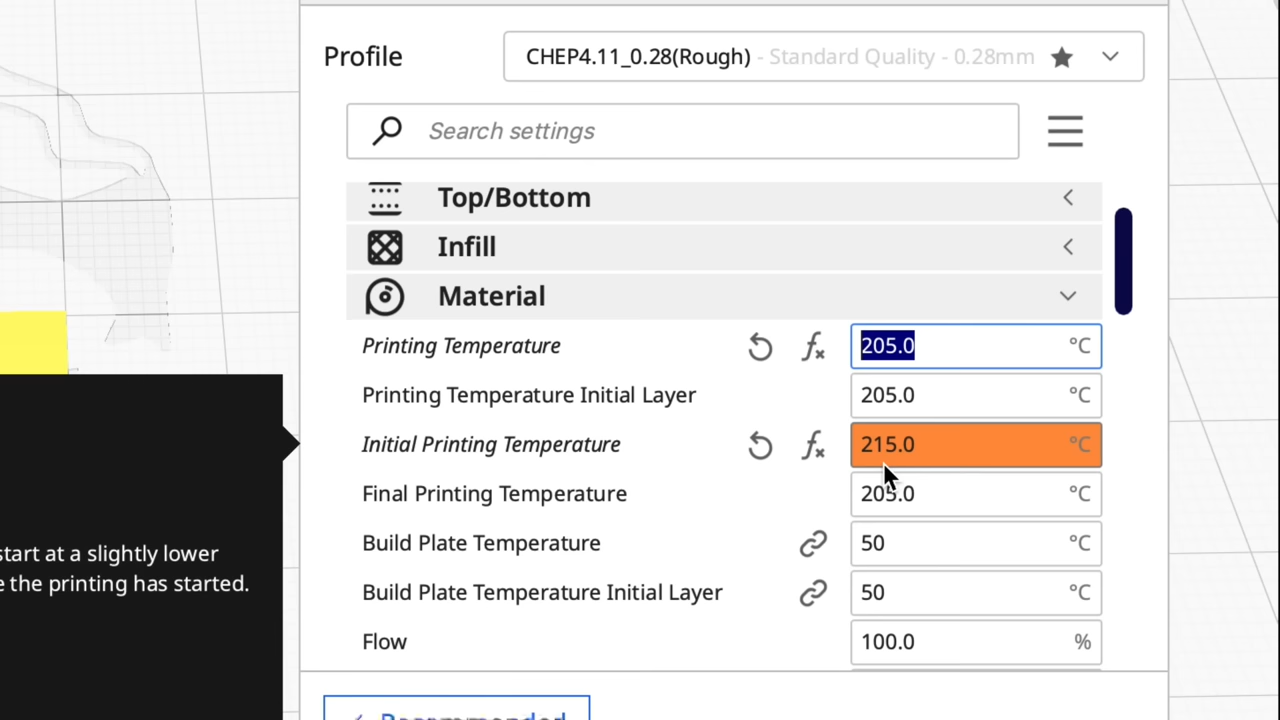 Profile
CHEP4.11_0.28(Rough) - Standard Quality - 0.28mm
Search settings
Top/Bottom
Infill
Material
Printing Temperature 205.0 °C
Printing Temperature Initial Layer 205.0 °C
Initial Printing Temperature 215.0 °C
Final Printing Temperature 205.0 °C
start at a slightly lower
Build Plate Temperature 50 °C
the printing has started.
Build Plate Temperature Initial Layer 50 °C
Flow 100.0 %
Recommended